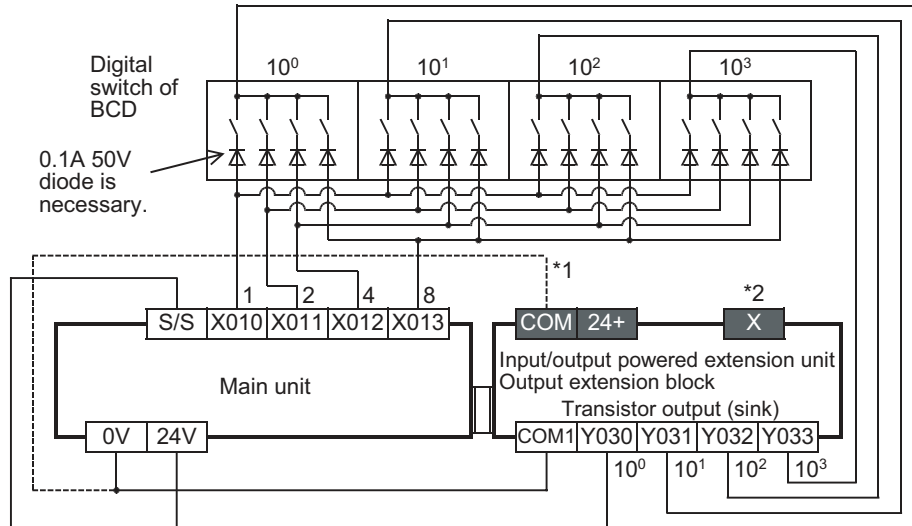 10⁰ 10¹ 10² 10³
Digital
switch of
BCD
0.1A 50V
diode is
necessary.
*1
1 2 4 8
*2
S/S X010 X011 X012 X013
COM 24+ X
Main unit
Input/output powered extension unit
Output extension block
Transistor output (sink)
0V 24V
COM1 Y030 Y031 Y032 Y033
10⁰ 10¹ 10² 10³